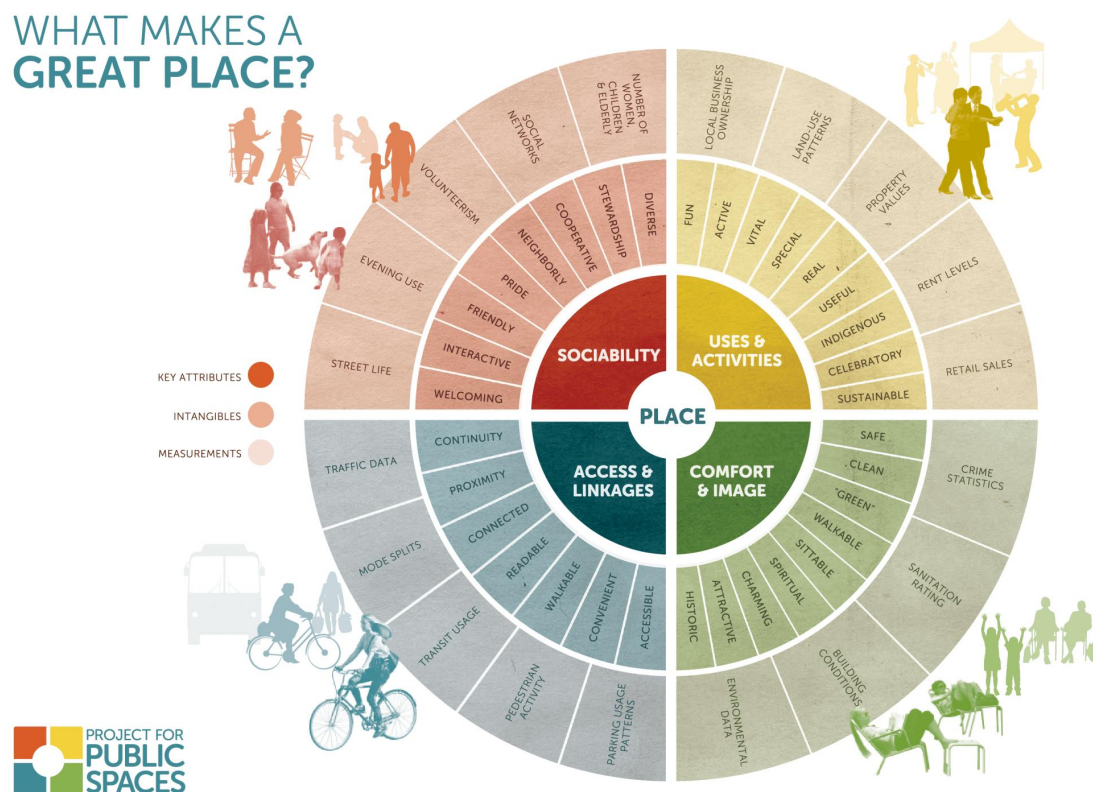 WHAT MAKES A
GREAT PLACE?
NUMBER OF
WOMEN,
CHILDREN
& ELDERLY
SOCIAL
NETWORKS
VOLUNTEERISM
EVENING USE
STREET LIFE
DIVERSE
STEWARDSHIP
COOPERATIVE
NEIGHBORLY
PRIDE
FRIENDLY
INTERACTIVE
WELCOMING
SOCIABILITY
LOCAL BUSINESS
OWNERSHIP
LAND-USE
PATTERNS
PROPERTY
VALUES
RENT LEVELS
RETAIL SALES
FUN
ACTIVE
VITAL
SPECIAL
REAL
USEFUL
INDIGENOUS
CELEBRATORY
SUSTAINABLE
USES &
ACTIVITIES
KEY ATTRIBUTES
INTANGIBLES
MEASUREMENTS
PLACE
ACCESS &
LINKAGES
CONTINUITY
PROXIMITY
CONNECTED
READABLE
WALKABLE
CONVENIENT
ACCESSIBLE
TRAFFIC DATA
MODE SPLITS
TRANSIT USAGE
PEDESTRIAN
ACTIVITY
PARKING USAGE
PATTERNS
COMFORT
& IMAGE
SAFE
CLEAN
"GREEN"
WALKABLE
SITTABLE
SPIRITUAL
CHARMING
ATTRACTIVE
HISTORIC
CRIME
STATISTICS
SANITATION
RATING
BUILDING
CONDITIONS
ENVIRONMENTAL
DATA
PROJECT FOR
PUBLIC
SPACES